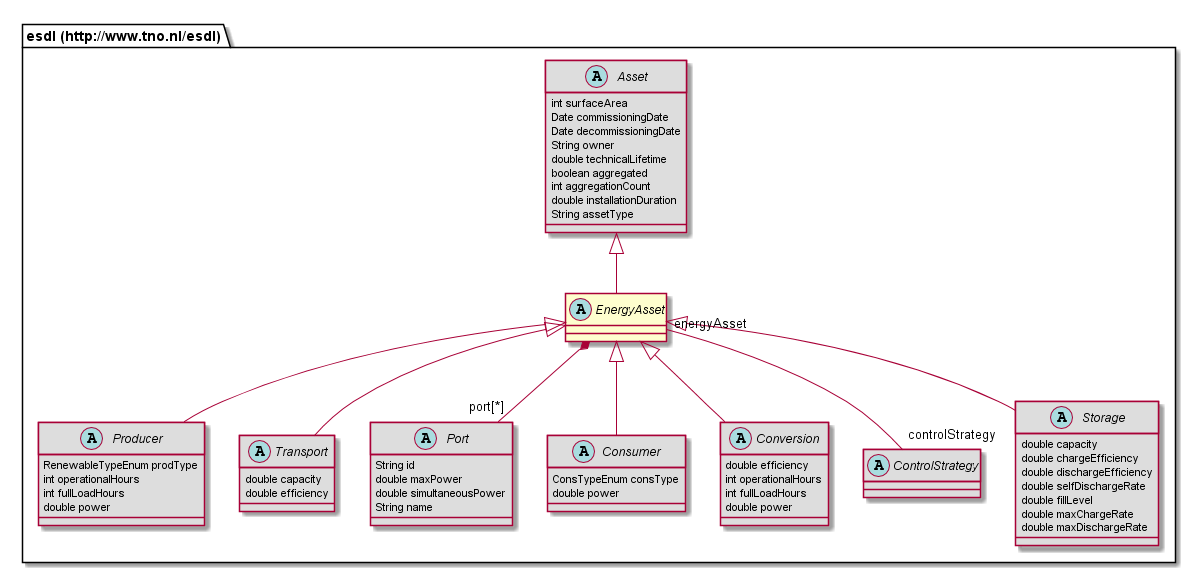 esdl (http://www.tno.nl/esdl)
A Asset
int surfaceArea
Date commissioningDate
Date decommissioningDate
String owner
double technicalLifetime
boolean aggregated
int aggregationCount
double installationDuration
String assetType
A EnergyAsset
energyAsset
port[*]
controlStrategy
A Producer
RenewableTypeEnum prodType
int operationalHours
int fullLoadHours
double power
A Transport
double capacity
double efficiency
A Port
String id
double maxPower
double simultaneousPower
String name
A Consumer
ConsTypeEnum consType
double power
A Conversion
double efficiency
int operationalHours
int fullLoadHours
double power
A ControlStrategy
A Storage
double capacity
double chargeEfficiency
double dischargeEfficiency
double selfDischargeRate
double fillLevel
double maxChargeRate
double maxDischargeRate